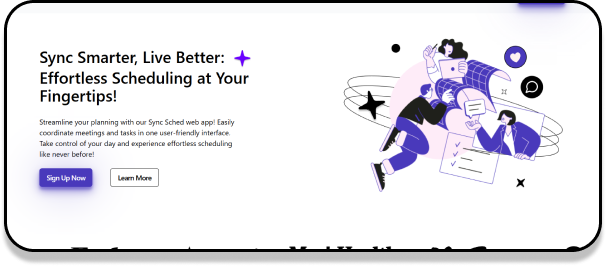 Sync Smarter, Live Better:
Effortless Scheduling at Your
Fingertips!
Streamline your planning with our Sync Sched web app! Easily
coordinate meetings and tasks in one user-friendly interface.
Take control of your day and experience effortless scheduling
like never before!
Sign Up Now
Learn More